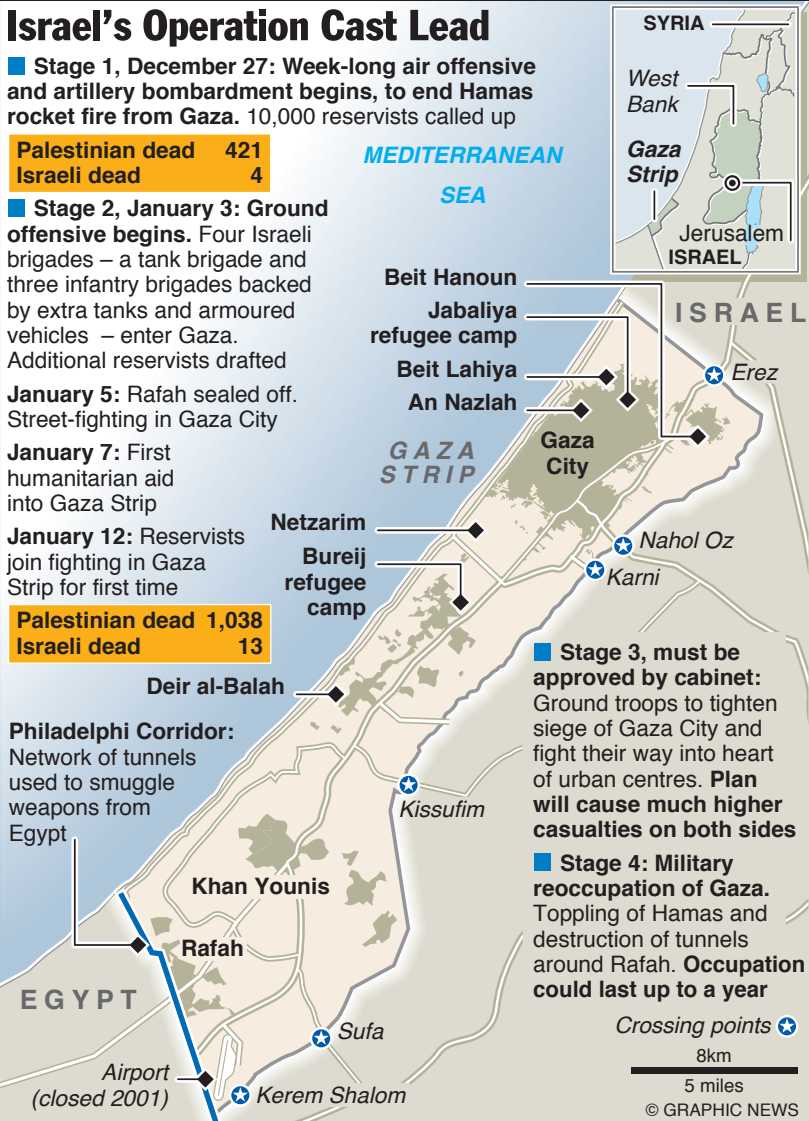 Israel's Operation Cast Lead
Stage 1, December 27: Week-long air offensive
and artillery bombardment begins, to end Hamas
rocket fire from Gaza. 10,000 reservists called up
Palestinian dead 421
Israeli dead 4
Stage 2, January 3: Ground
offensive begins. Four Israeli
brigades – a tank brigade and
three infantry brigades backed
by extra tanks and armoured
vehicles – enter Gaza.
Additional reservists drafted
January 5: Rafah sealed off.
Street-fighting in Gaza City
January 7: First
humanitarian aid
into Gaza Strip
January 12: Reservists
join fighting in Gaza
Strip for first time
Palestinian dead 1,038
Israeli dead 13
Philadelphi Corridor:
Network of tunnels
used to smuggle
weapons from
Egypt
MEDITERRANEAN
SEA
SYRIA
West
Bank
Gaza
Strip
Jerusalem
ISRAEL
ISRAEL
Beit Hanoun
Jabaliya
refugee camp
Beit Lahiya
An Nazlah
Erez
GAZA
STRIP
Gaza
City
Netzarim
Bureij
refugee
camp
Nahol Oz
Karni
Deir al-Balah
Kissufim
Khan Younis
Rafah
EGYPT
Sufa
Airport
(closed 2001)
Kerem Shalom
Stage 3, must be
approved by cabinet:
Ground troops to tighten
siege of Gaza City and
fight their way into heart
of urban centres. Plan
will cause much higher
casualties on both sides
Stage 4: Military
reoccupation of Gaza.
Toppling of Hamas and
destruction of tunnels
around Rafah. Occupation
could last up to a year
Crossing points
8km
5 miles
© GRAPHIC NEWS